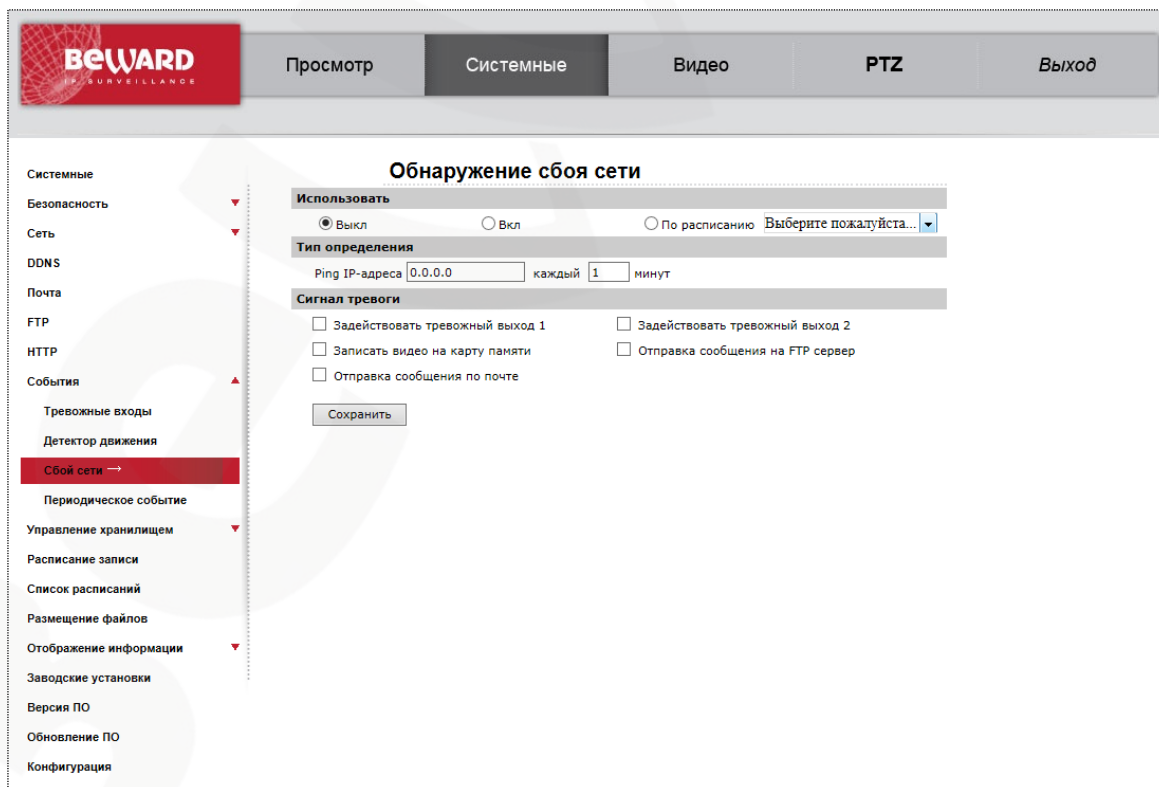 BEWARD
IP SURVEILLANCE
Просмотр
Системные
Видео
PTZ
Выход
Системные
Безопасность
Сеть
DDNS
Почта
FTP
HTTP
События
Тревожные входы
Детектор движения
Сбой сети →
Периодическое событие
Управление хранилищем
Расписание записи
Список расписаний
Размещение файлов
Отображение информации
Заводские установки
Версия ПО
Обновление ПО
Конфигурация
Обнаружение сбоя сети
Использовать
Выкл Вкл По расписанию Выберите пожалуйста...
Тип определения
Ping IP-адреса 0.0.0.0 каждый 1 минут
Сигнал тревоги
Задействовать тревожный выход 1 Задействовать тревожный выход 2
Записать видео на карту памяти Отправка сообщения на FTP сервер
Отправка сообщения по почте
Сохранить